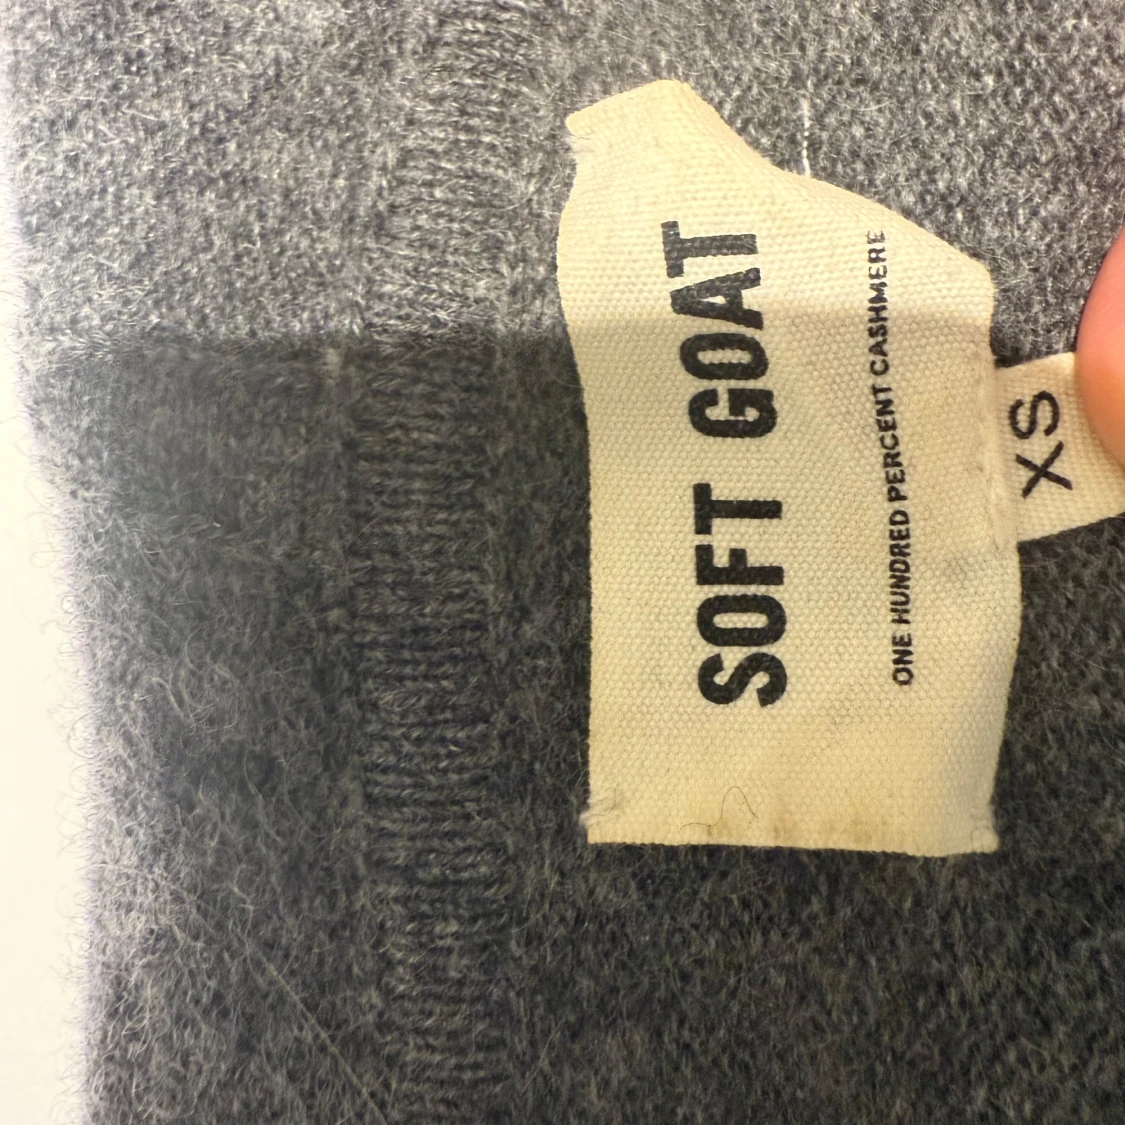 SOFT GOAT
ONE HUNDRED PERCENT CASHMERE
XS